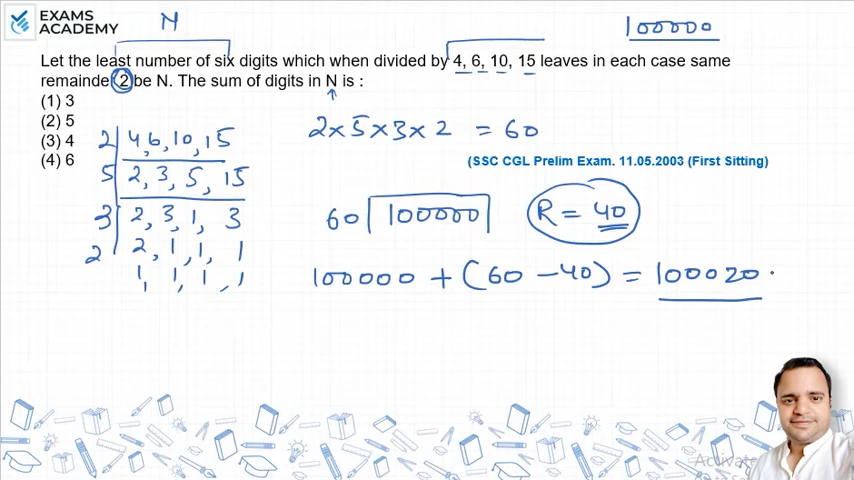 EXAMS
ACADEMY
N
100000
Let the least number of six digits which when divided by 4, 6, 10, 15 leaves in each case same
remainder 2 be N. The sum of digits in N is :
(1) 3
(2) 5
(3) 4
(4) 6
2 4, 6, 10, 15
5 2, 3, 5, 15
3 2, 3, 1, 3
2 2, 1, 1, 1
1, 1, 1, 1
2 × 5 × 3 × 2 = 60
(SSC CGL Prelim Exam. 11.05.2003 (First Sitting)
60 100000 R = 40
100000 + (60 - 40) = 100020
Activate